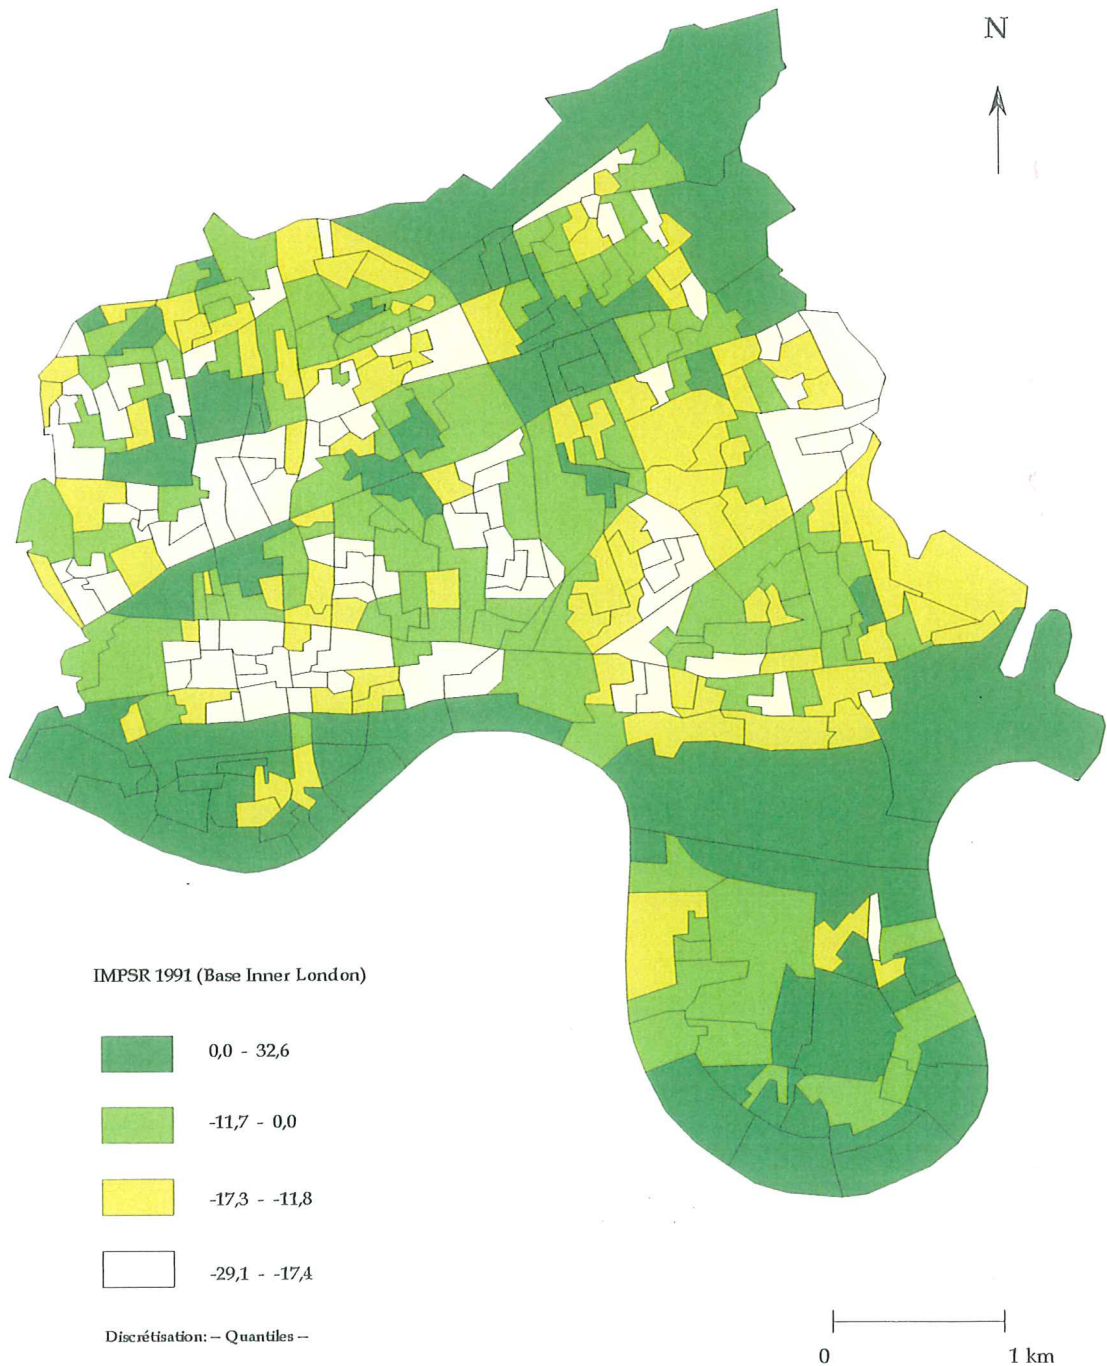 N
IMPSR 1991 (Base Inner London)
0,0 - 32,6
-11,7 - 0,0
-17,3 - -11,8
-29,1 - -17,4
Discrétisation: – Quantiles –
0 1 km